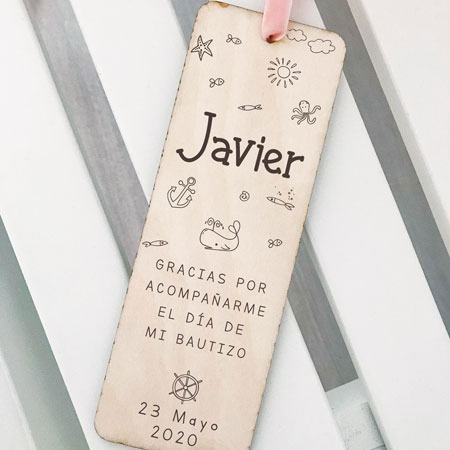 Javier
GRACIAS POR
ACOMPAÑARME
EL DÍA DE
MI BAUTIZO
23 Mayo
2020